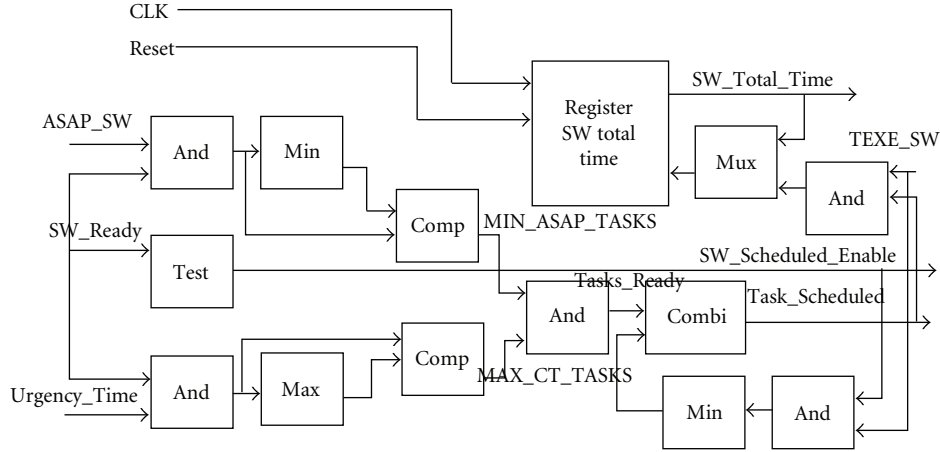 CLK
Reset
ASAP_SW
And
Min
Register
SW total
time
SW_Total_Time
Mux
TEXE_SW
And
SW_Ready
Comp
MIN_ASAP_TASKS
Test
SW_Scheduled_Enable
Tasks_Ready
Task_Scheduled
And
Combi
Urgency_Time
And
Max
Comp
MAX_CT_TASKS
Min
And